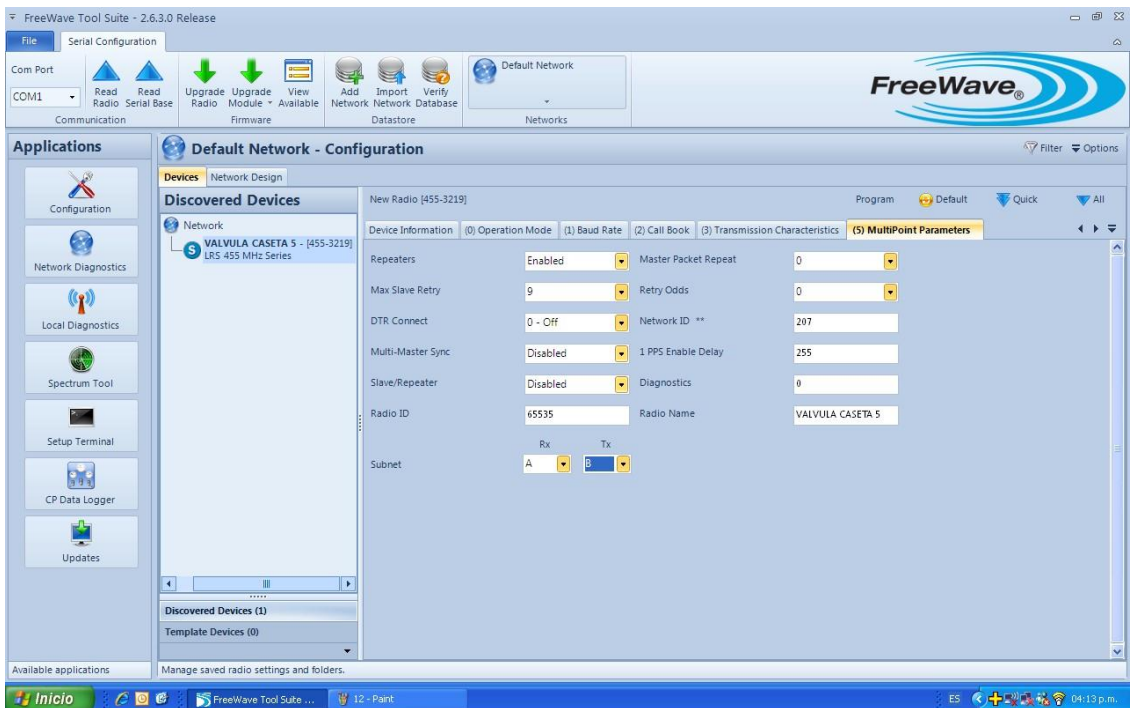 FreeWave Tool Suite - 2.6.3.0 Release
File Serial Configuration
Com Port
COM1
Read Radio
Read Serial Base
Communication
Upgrade Radio
Upgrade Module
View Available
Firmware
Add Network
Import Network
Verify Database
Datastore
Default Network
Networks
FreeWave®
Applications
Configuration
Network Diagnostics
Local Diagnostics
Spectrum Tool
Setup Terminal
CP Data Logger
Updates
Available applications
Default Network - Configuration
Filter Options
Devices Network Design
Discovered Devices
Network
S VALVULA CASETA 5 - [455-3219]
LRS 455 MHz Series
Discovered Devices (1)
Template Devices (0)
Manage saved radio settings and folders.
New Radio [455-3219] Program Default Quick All
Device Information (0) Operation Mode (1) Baud Rate (2) Call Book (3) Transmission Characteristics (5) MultiPoint Parameters
Repeaters Enabled Master Packet Repeat 0
Max Slave Retry 9 Retry Odds 0
DTR Connect 0 - Off Network ID ** 207
Multi-Master Sync Disabled 1 PPS Enable Delay 255
Slave/Repeater Disabled Diagnostics 0
Radio ID 65535 Radio Name VALVULA CASETA 5
Rx Tx
Subnet A B
Inicio FreeWave Tool Suite ... 12 - Paint ES 04:13 p.m.